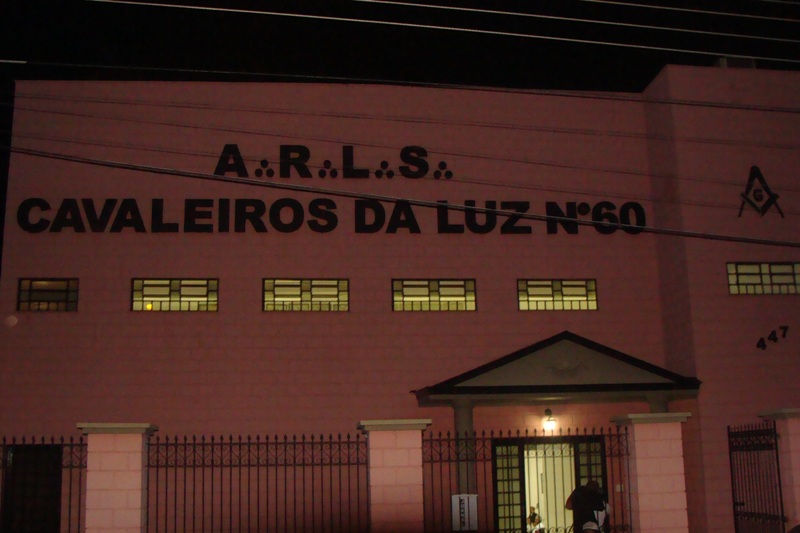 A∴R∴L∴S∴
CAVALEIROS DA LUZ Nº60
G
447